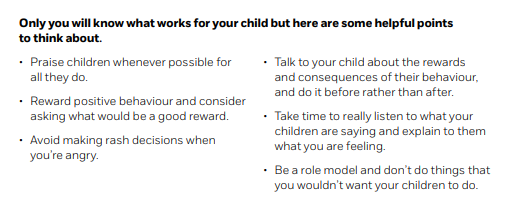 Only you will know what works for your child but here are some helpful points
to think about.
• Praise children whenever possible for
all they do.
• Reward positive behaviour and consider
asking what would be a good reward.
• Avoid making rash decisions when
you're angry.
• Talk to your child about the rewards
and consequences of their behaviour,
and do it before rather than after.
• Take time to really listen to what your
children are saying and explain to them
what you are feeling.
• Be a role model and don't do things that
you wouldn't want your children to do.